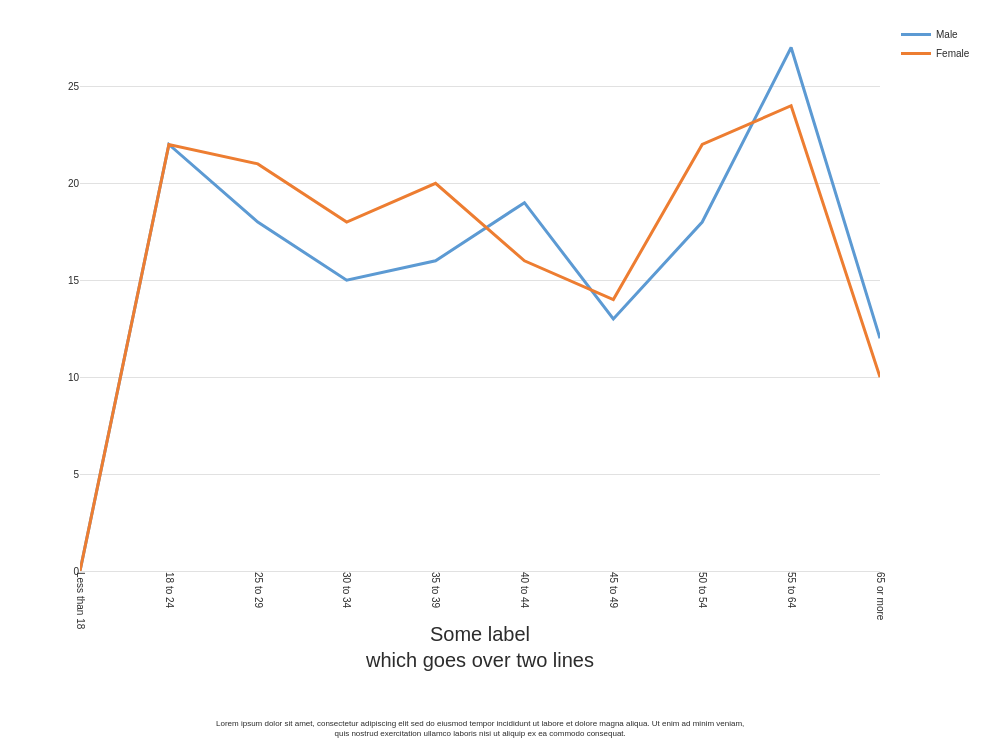 Male
Female
25
20
15
10
5
0
Less than 18
18 to 24
25 to 29
30 to 34
35 to 39
40 to 44
45 to 49
50 to 54
55 to 64
65 or more
Some label
which goes over two lines
Lorem ipsum dolor sit amet, consectetur adipiscing elit sed do eiusmod tempor incididunt ut labore et dolore magna aliqua. Ut enim ad minim veniam,
quis nostrud exercitation ullamco laboris nisi ut aliquip ex ea commodo consequat.